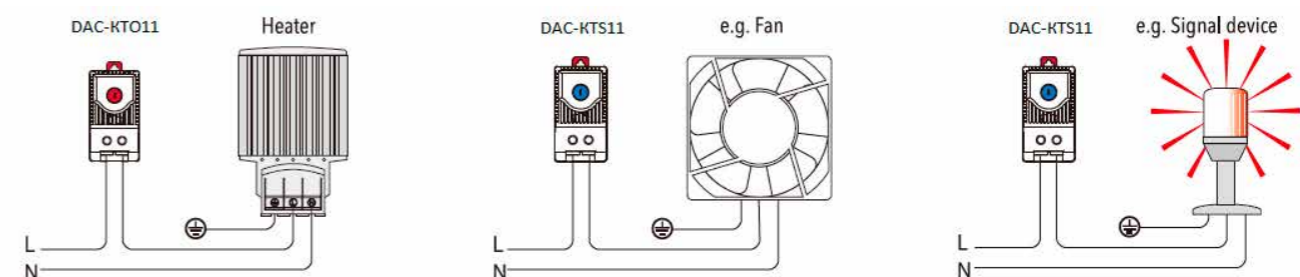 DAC-KTO11
Heater
L
N
DAC-KTS11
e.g. Fan
L
N
DAC-KTS11
e.g. Signal device
L
N